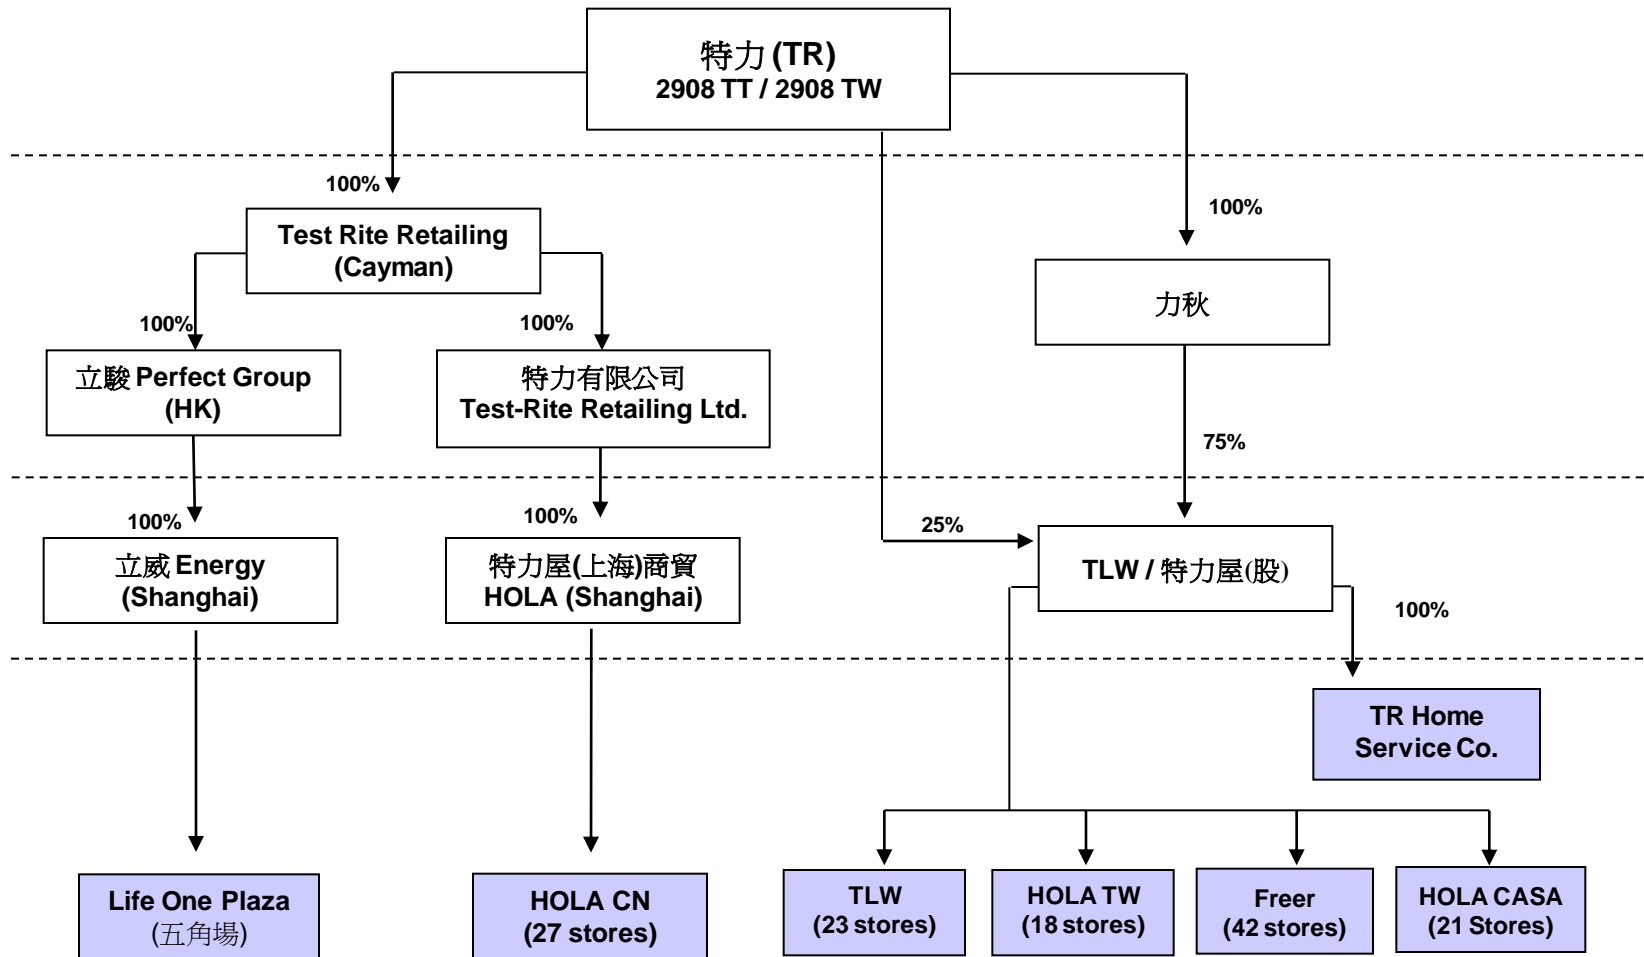 特力 (TR)
2908 TT / 2908 TW
100%
100%
Test Rite Retailing
(Cayman)
力秋
100%
100%
立駿 Perfect Group
(HK)
特力有限公司
Test-Rite Retailing Ltd.
75%
100%
100%
25%
立威 Energy
(Shanghai)
特力屋(上海)商貿
HOLA (Shanghai)
TLW / 特力屋(股)
100%
TR Home
Service Co.
Life One Plaza
(五角場)
HOLA CN
(27 stores)
TLW
(23 stores)
HOLA TW
(18 stores)
Freer
(42 stores)
HOLA CASA
(21 Stores)